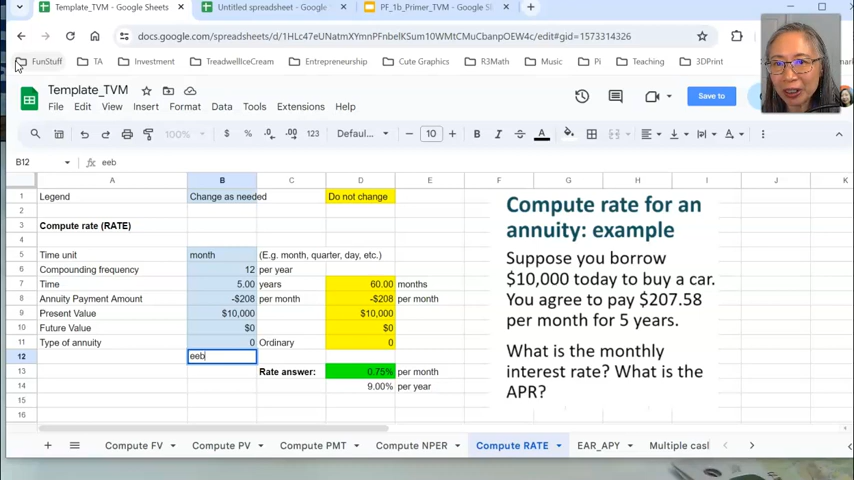 Template_TVM - Google Sheets
Untitled spreadsheet - Google
PF_1b_Primer_TVM - Google Sl
docs.google.com/spreadsheets/d/1HLc47eUNatmXYmnPFnbelKSum10WMtCMuCbanpOEW4c/edit#gid=1573314326
FunStuff TA Investment TreadwellIceCream Entrepreneurship Cute Graphics R3Math Music Pi Teaching 3DPrint
Template_TVM
File Edit View Insert Format Data Tools Extensions Help
Save to
100% $ % .0 .00 123 Defaul... 10 B I A
B12 fx eeb
A B C D E F G H I J K
1 Legend Change as needed Do not change
2
3 Compute rate (RATE)
4
5 Time unit month (E.g. month, quarter, day, etc.)
6 Compounding frequency 12 per year
7 Time 5.00 years 60.00 months
8 Annuity Payment Amount -$208 per month -$208 per month
9 Present Value $10,000 $10,000
10 Future Value $0 $0
11 Type of annuity 0 Ordinary 0
12 eeb
13 Rate answer: 0.75% per month
14 9.00% per year
15
16
Compute rate for an
annuity: example
Suppose you borrow
$10,000 today to buy a car.
You agree to pay $207.58
per month for 5 years.
What is the monthly
interest rate? What is the
APR?
Compute FV Compute PV Compute PMT Compute NPER Compute RATE EAR_APY Multiple casl